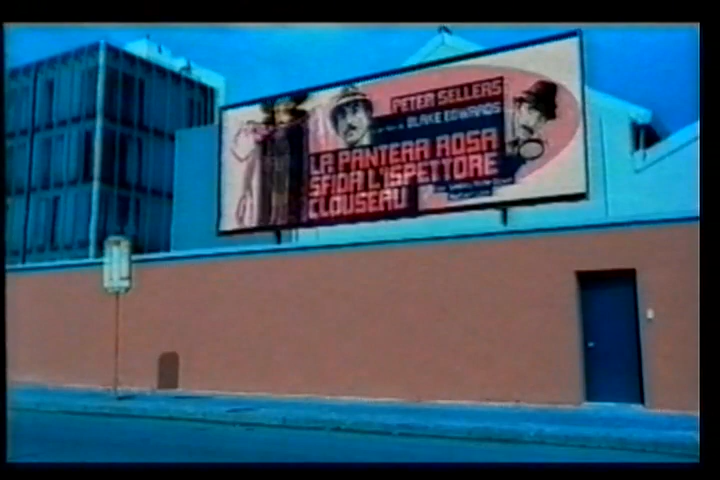 PETER SELLERS
BLAKE EDWARDS
LA PANTERA ROSA
SFIDA L'ISPETTORE
CLOUSEAU